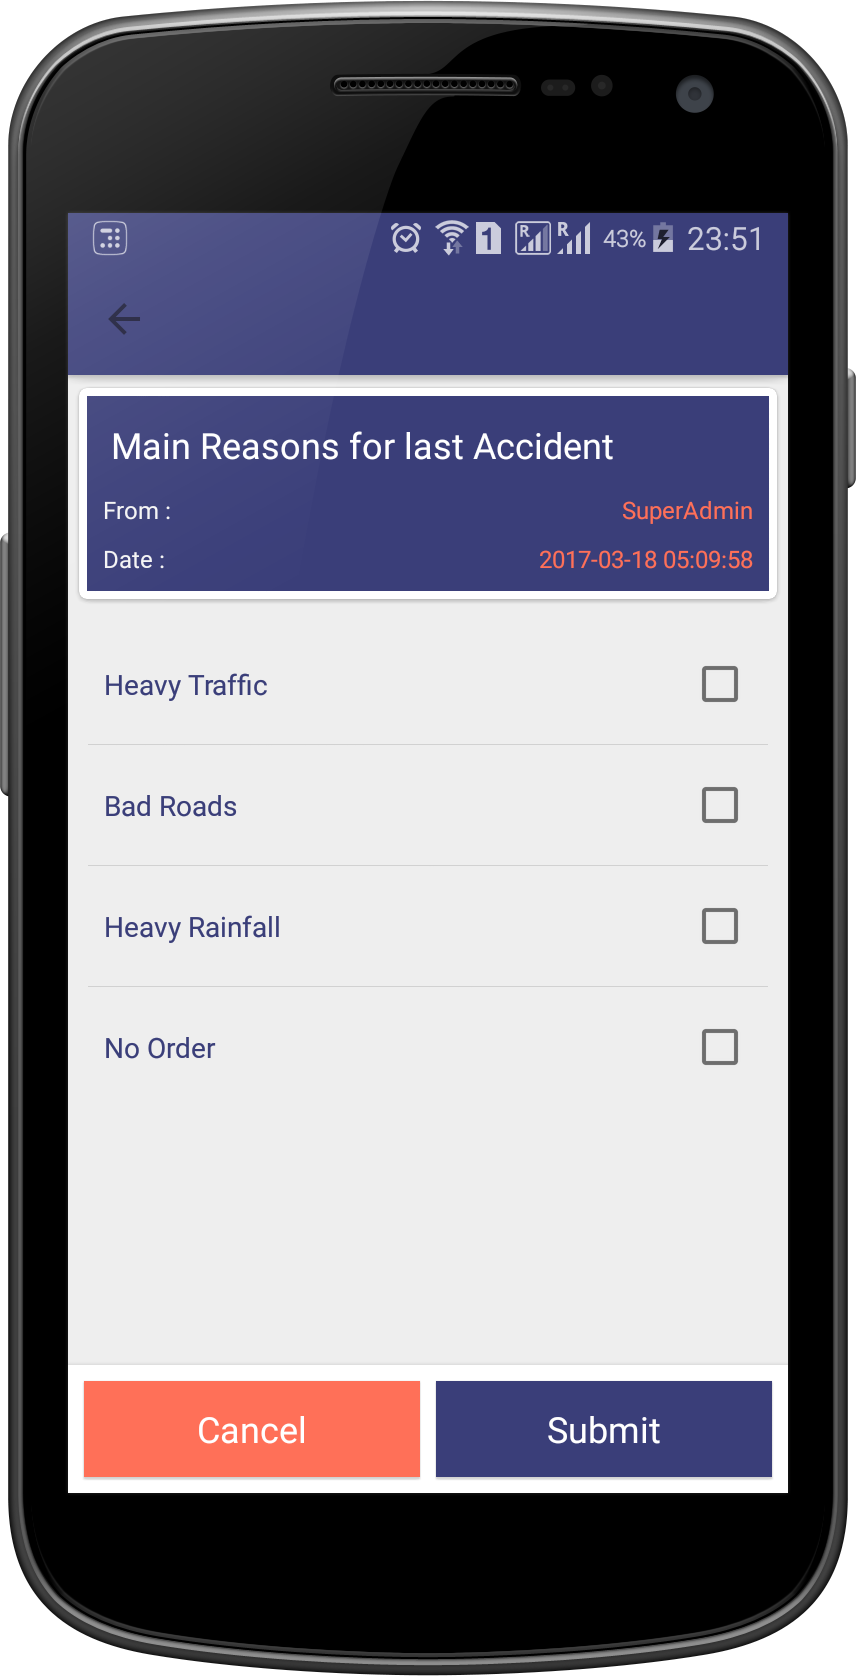 1 R R 43% 23:51
Main Reasons for last Accident
From : SuperAdmin
Date : 2017-03-18 05:09:58
Heavy Traffic
Bad Roads
Heavy Rainfall
No Order
Cancel Submit